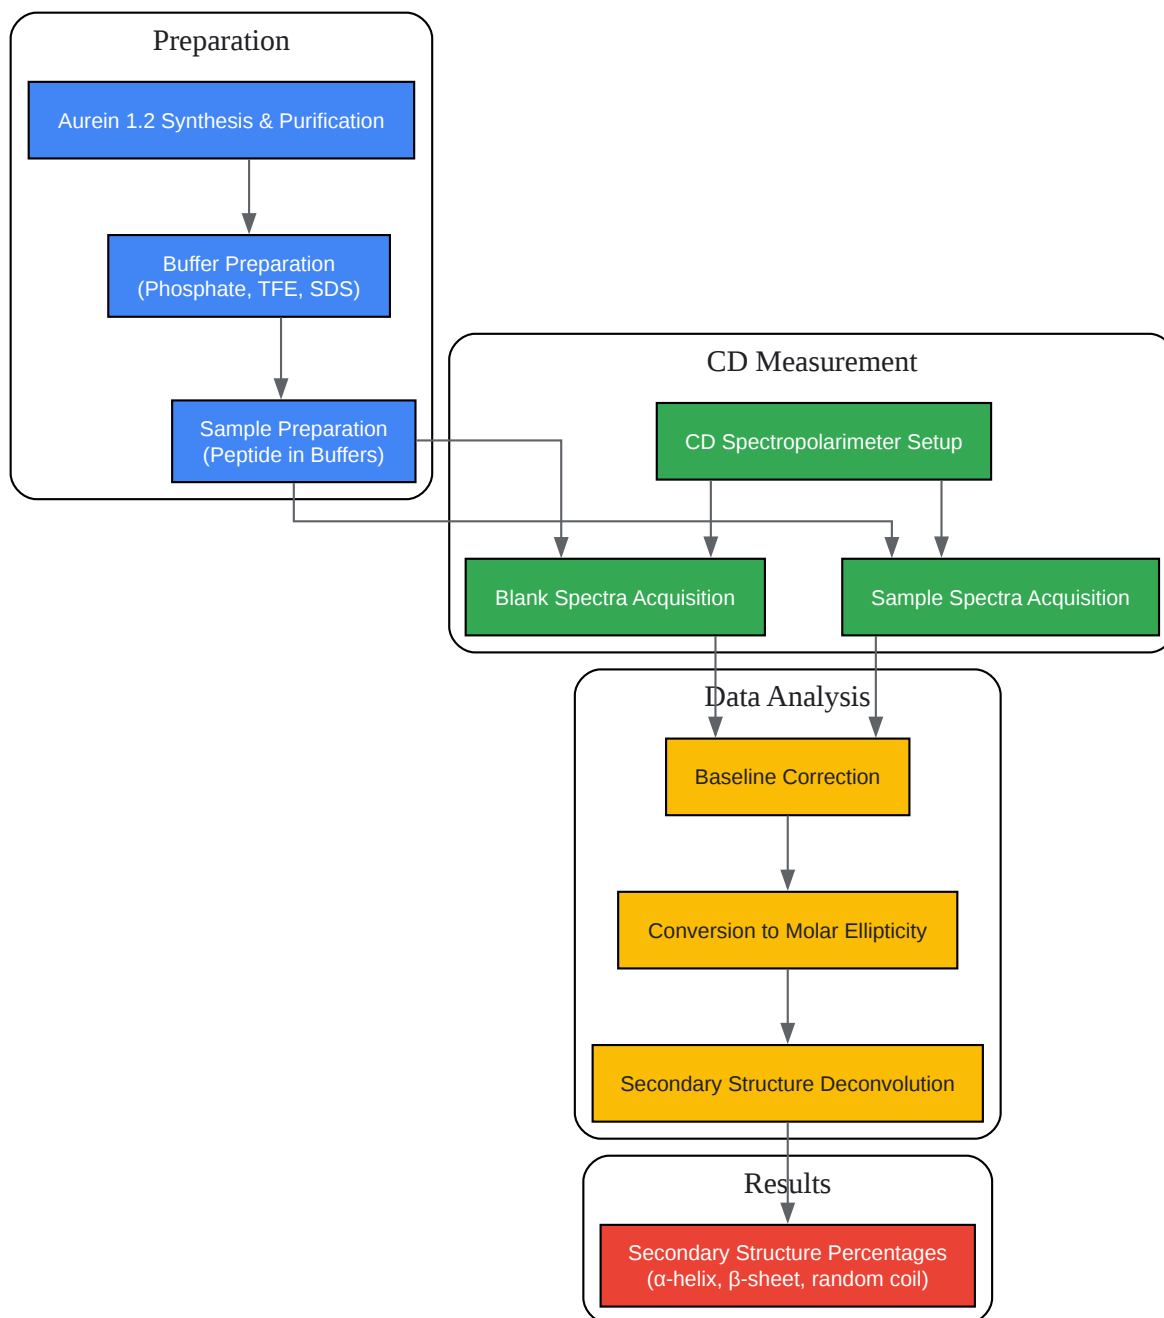 Preparation
Aurein 1.2 Synthesis & Purification
Buffer Preparation
(Phosphate, TFE, SDS)
Sample Preparation
(Peptide in Buffers)
CD Measurement
CD Spectropolarimeter Setup
Blank Spectra Acquisition
Sample Spectra Acquisition
Data Analysis
Baseline Correction
Conversion to Molar Ellipticity
Secondary Structure Deconvolution
Results
Secondary Structure Percentages
(α-helix, β-sheet, random coil)